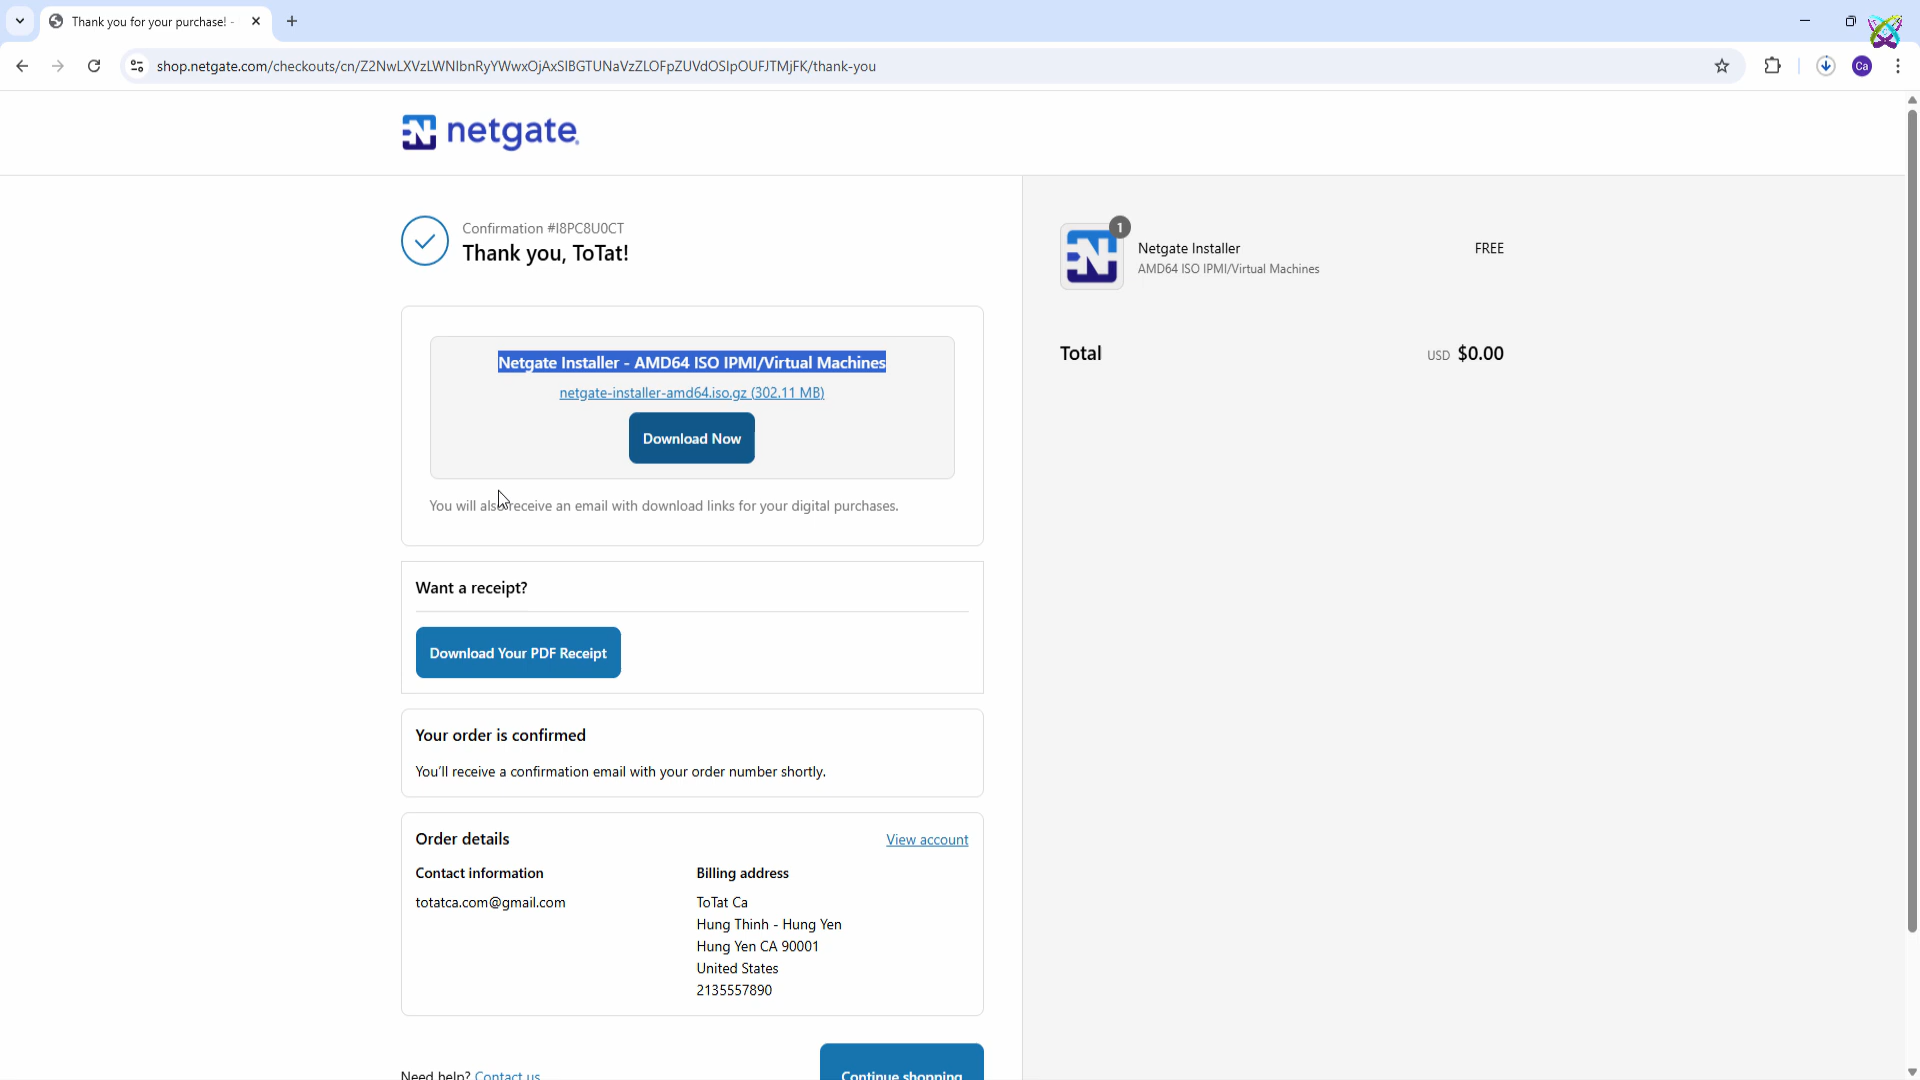 Thank you for your purchase! -
shop.netgate.com/checkouts/cn/Z2NwLXVzLWNlbnRyYWwxOjAxSlBGTUNaVzZLOFpZUVdOSlpOUFJTMjFK/thank-you
Ca
netgate
Confirmation #I8PC8U0CT
Thank you, ToTat!
Netgate Installer - AMD64 ISO IPMI/Virtual Machines
netgate-installer-amd64.iso.gz (302.11 MB)
Download Now
You will also receive an email with download links for your digital purchases.
Want a receipt?
Download Your PDF Receipt
Your order is confirmed
You'll receive a confirmation email with your order number shortly.
Order details
View account
Contact information
totatca.com@gmail.com
Billing address
ToTat Ca
Hung Thinh - Hung Yen
Hung Yen CA 90001
United States
2135557890
Need help? Contact us
Continue shopping
1
Netgate Installer
FREE
AMD64 ISO IPMI/Virtual Machines
Total
USD $0.00